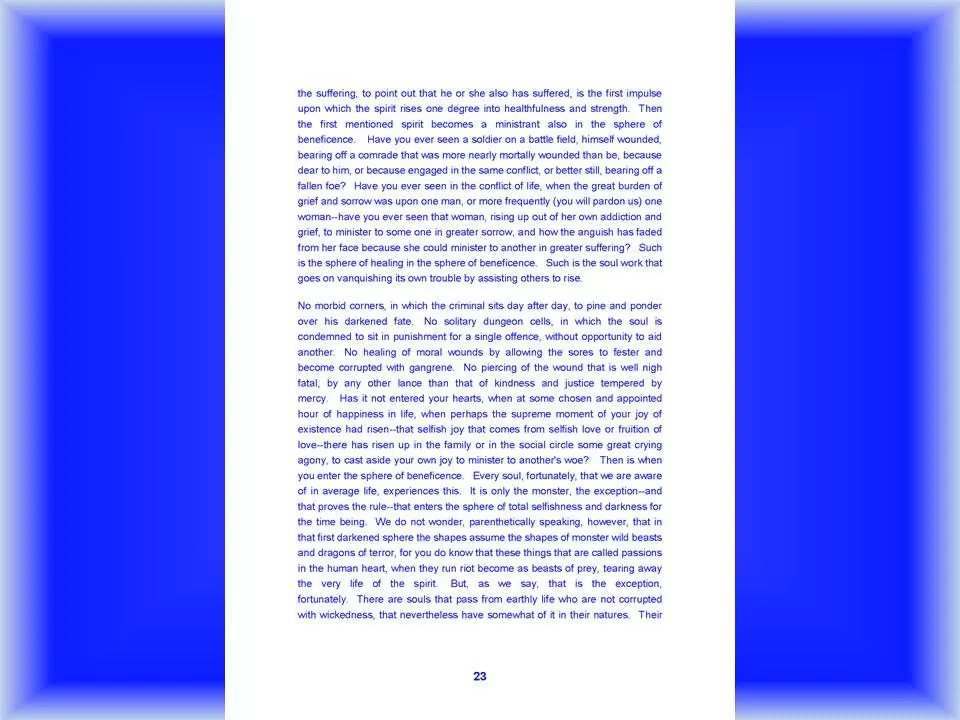 the suffering, to point out that he or she also has suffered, is the first impulse
upon which the spirit rises one degree into healthfulness and strength. Then
the first mentioned spirit becomes a ministrant also in the sphere of
beneficence. Have you ever seen a soldier on a battle field, himself wounded,
bearing off a comrade that was more nearly mortally wounded than be, because
dear to him, or because engaged in the same conflict, or better still, bearing off a
fallen foe? Have you ever seen in the conflict of life, when the great burden of
grief and sorrow was upon one man, or more frequently (you will pardon us) one
woman--have you ever seen that woman, rising up out of her own addiction and
grief, to minister to some one in greater sorrow, and how the anguish has faded
from her face because she could minister to another in greater suffering? Such
is the sphere of healing in the sphere of beneficence. Such is the soul work that
goes on vanquishing its own trouble by assisting others to rise.
No morbid corners, in which the criminal sits day after day, to pine and ponder
over his darkened fate. No solitary dungeon cells, in which the soul is
condemned to sit in punishment for a single offence, without opportunity to aid
another. No healing of moral wounds by allowing the sores to fester and
become corrupted with gangrene. No piercing of the wound that is well nigh
fatal, by any other lance than that of kindness and justice tempered by
mercy. Has it not entered your hearts, when at some chosen and appointed
hour of happiness in life, when perhaps the supreme moment of your joy of
existence had risen--that selfish joy that comes from selfish love or fruition of
love--there has risen up in the family or in the social circle some great crying
agony, to cast aside your own joy to minister to another's woe? Then is when
you enter the sphere of beneficence. Every soul, fortunately, that we are aware
of in average life, experiences this. It is only the monster, the exception--and
that proves the rule--that enters the sphere of total selfishness and darkness for
the time being. We do not wonder, parenthetically speaking, however, that in
that first darkened sphere the shapes assume the shapes of monster wild beasts
and dragons of terror, for you do know that these things that are called passions
in the human heart, when they run riot become as beasts of prey, tearing away
the very life of the spirit. But, as we say, that is the exception,
fortunately. There are souls that pass from earthly life who are not corrupted
with wickedness, that nevertheless have somewhat of it in their natures. Their
23